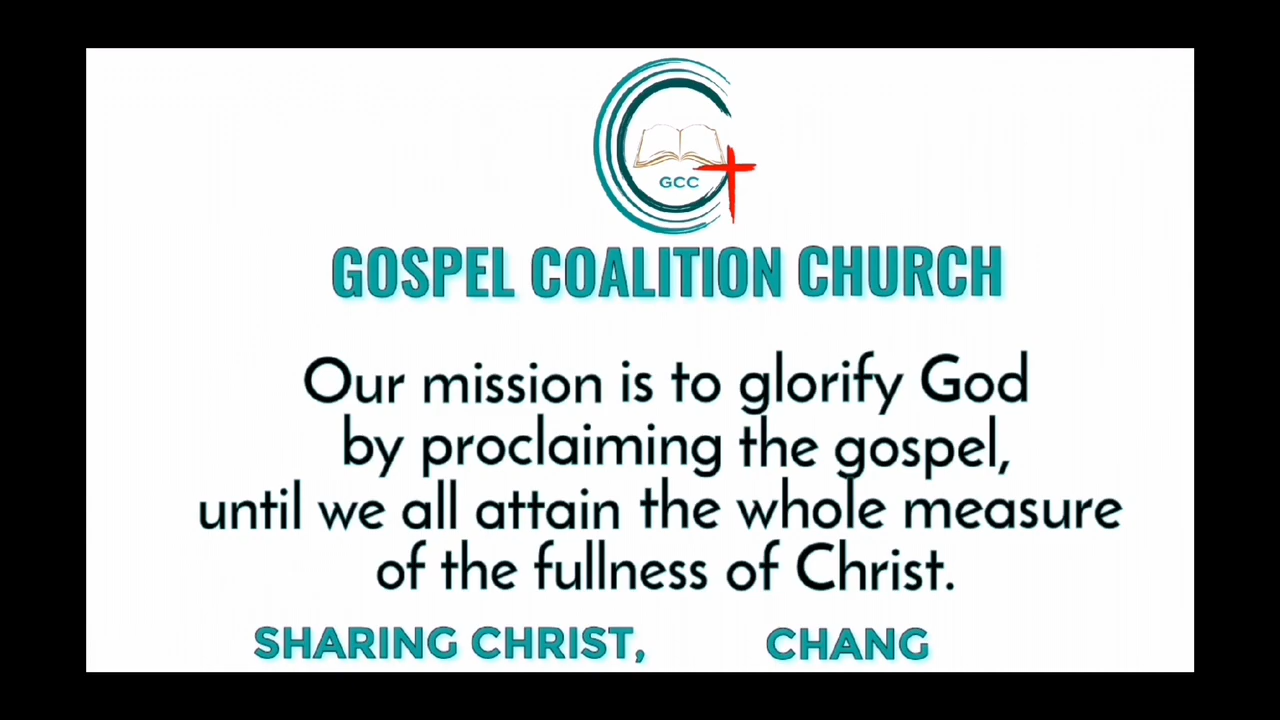 GCC
GOSPEL COALITION CHURCH
Our mission is to glorify God
by proclaiming the gospel,
until we all attain the whole measure
of the fullness of Christ.
SHARING CHRIST, CHANG